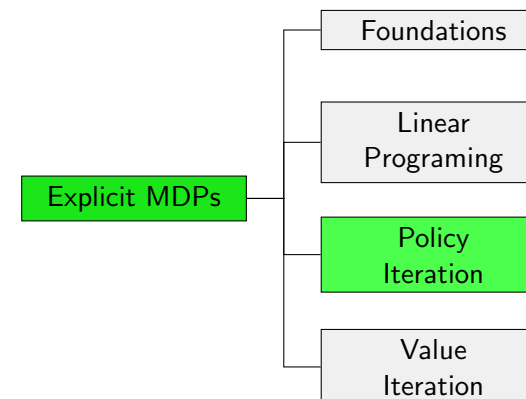 Foundations
Linear
Programing
Explicit MDPs
Policy
Iteration
Value
Iteration